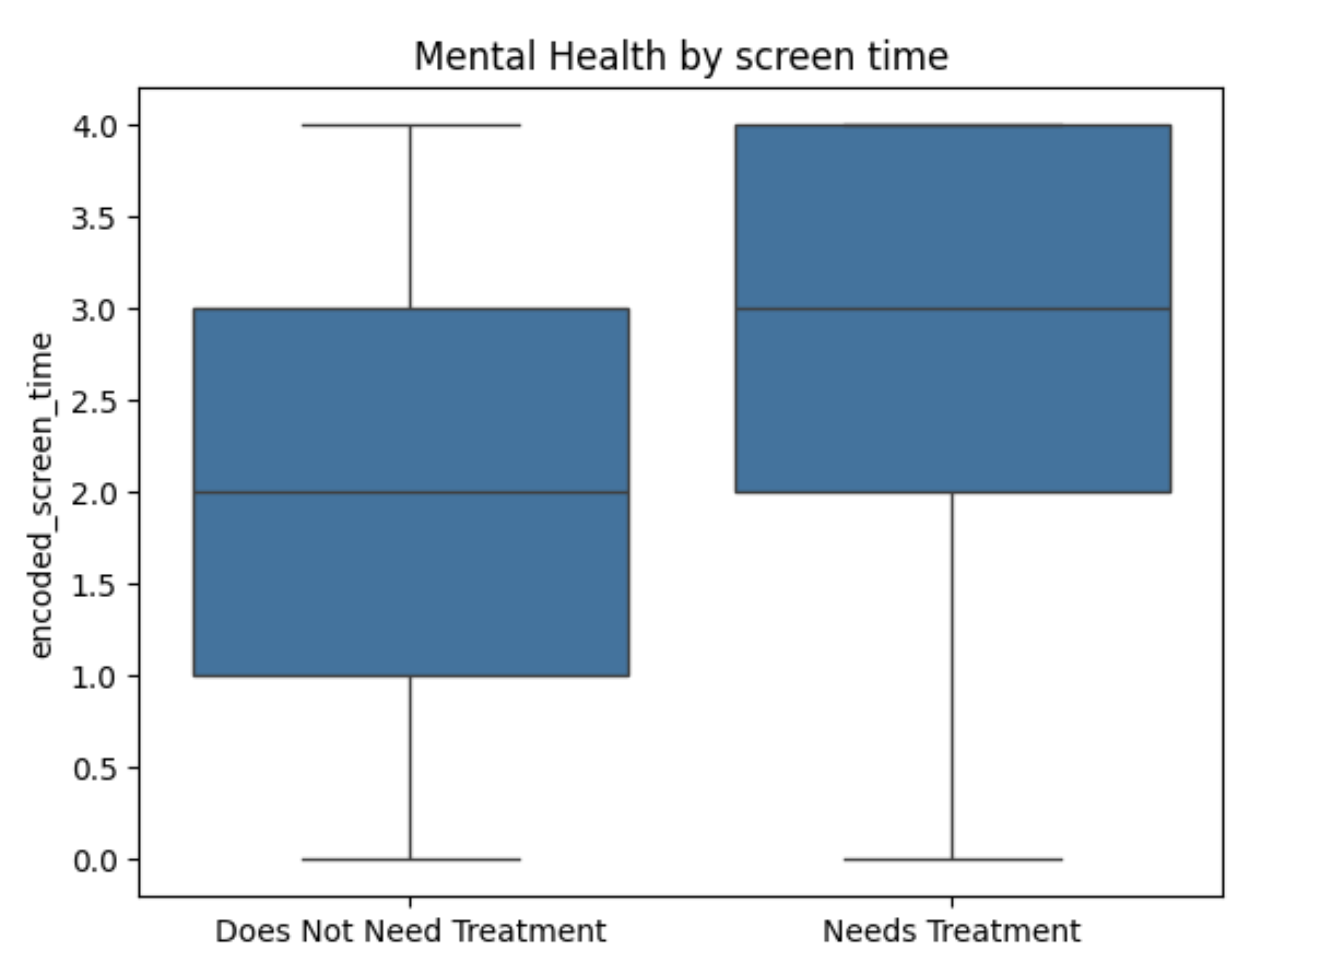 Mental Health by screen time
4.0
3.5
3.0
2.5
2.0
1.5
1.0
0.5
0.0
encoded_screen_time
Does Not Need Treatment
Needs Treatment